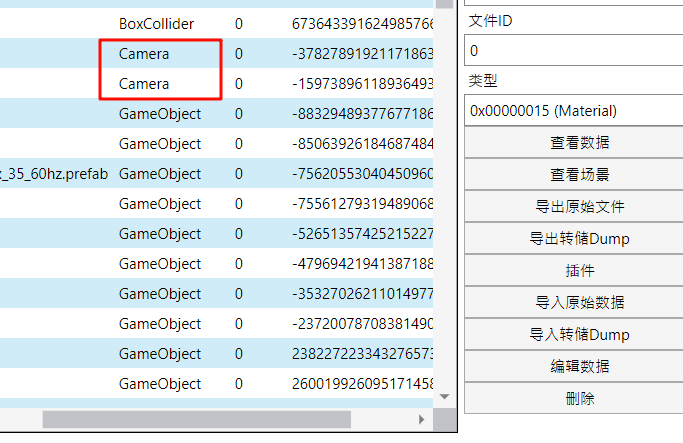 BoxCollider 0 673643391624985766
Camera 0 -37827891921171863
Camera 0 -15973896118936493
GameObject 0 -88329489377677186
GameObject 0 -85063926184687484
x_35_60hz.prefab GameObject 0 -75620553040450960
GameObject 0 -75561279319489068
GameObject 0 -52651357425215227
GameObject 0 -47969421941387188
GameObject 0 -35327026211014977
GameObject 0 -23720078708381490
GameObject 0 238227223343276573
GameObject 0 260019926095171458
文件ID
0
类型
0x00000015 (Material)
查看数据
查看场景
导出原始文件
导出转储Dump
插件
导入原始数据
导入转储Dump
编辑数据
删除